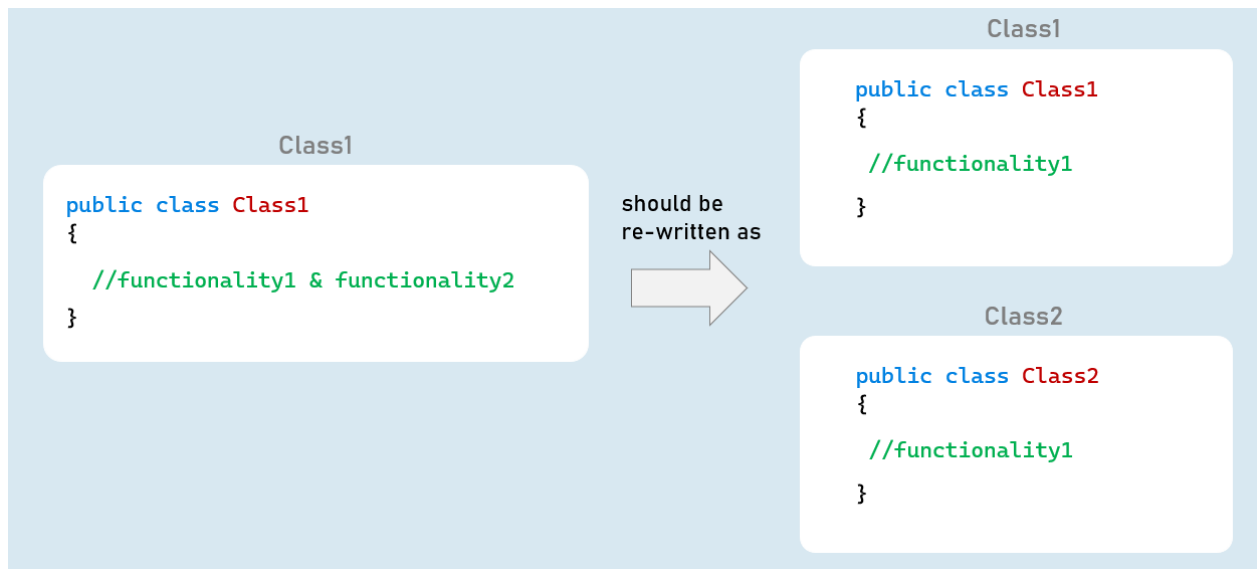 Class1
public class Class1
{
//functionality1 & functionality2
}
should be
re-written as
Class1
public class Class1
{
//functionality1
}
Class2
public class Class2
{
//functionality1
}